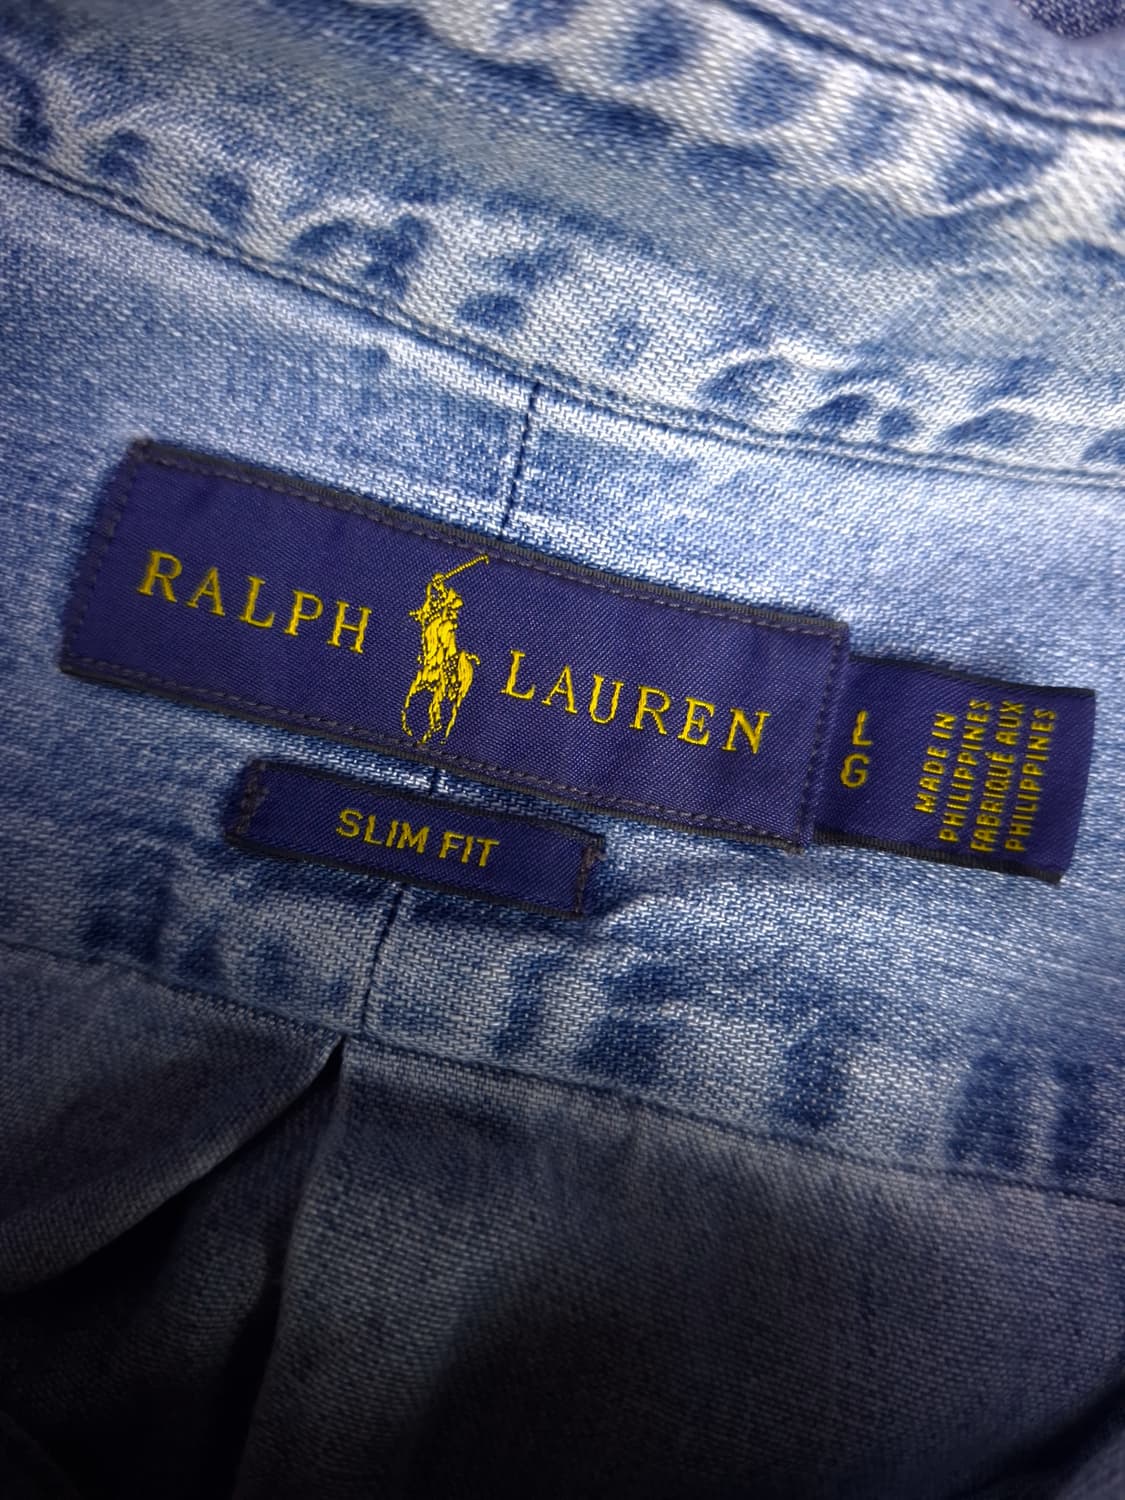 RALPH LAUREN
L
G
MADE IN
PHILIPPINES
FABRIQUÉ AUX
PHILIPPINES
SLIM FIT